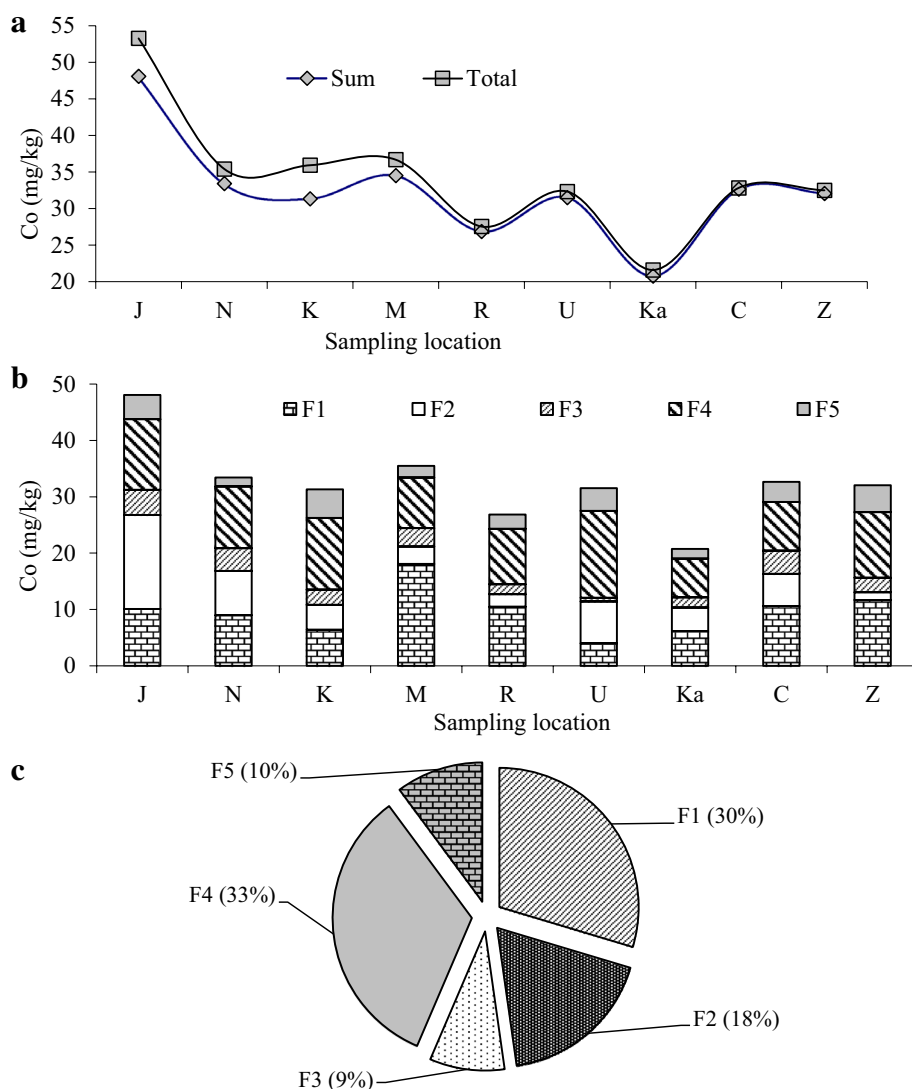 a
55
50
45
40
35
30
25
20
Co (mg/kg)
Sum Total
J N K M R U Ka C Z
Sampling location
b
50
40
30
20
10
0
Co (mg/kg)
F1 F2 F3 F4 F5
J N K M R U Ka C Z
Sampling location
c
F5 (10%)
F1 (30%)
F4 (33%)
F2 (18%)
F3 (9%)